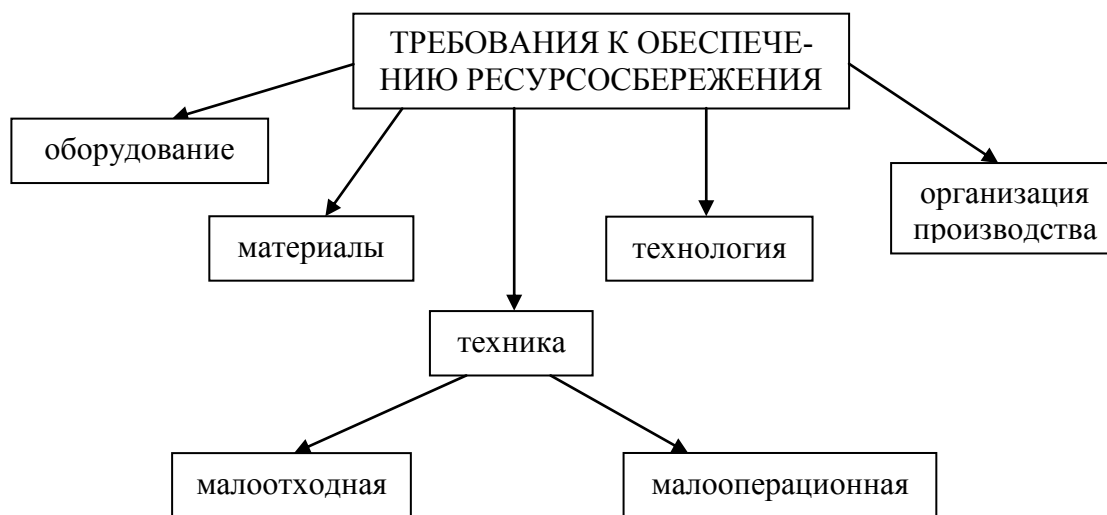 ТРЕБОВАНИЯ К ОБЕСПЕЧЕ-
НИЮ РЕСУРСОСБЕРЕЖЕНИЯ
оборудование
материалы
технология
организация
производства
техника
малоотходная
малооперационная